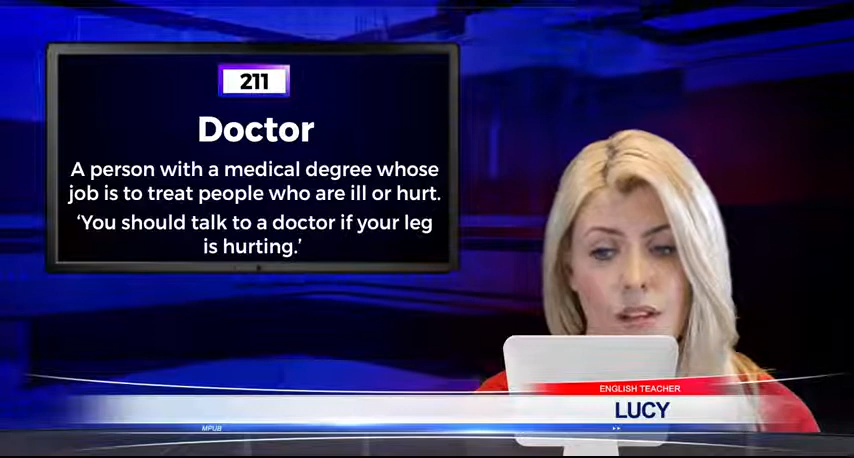 211
Doctor
A person with a medical degree whose
job is to treat people who are ill or hurt.
‘You should talk to a doctor if your leg
is hurting.’
ENGLISH TEACHER
LUCY
MPUB